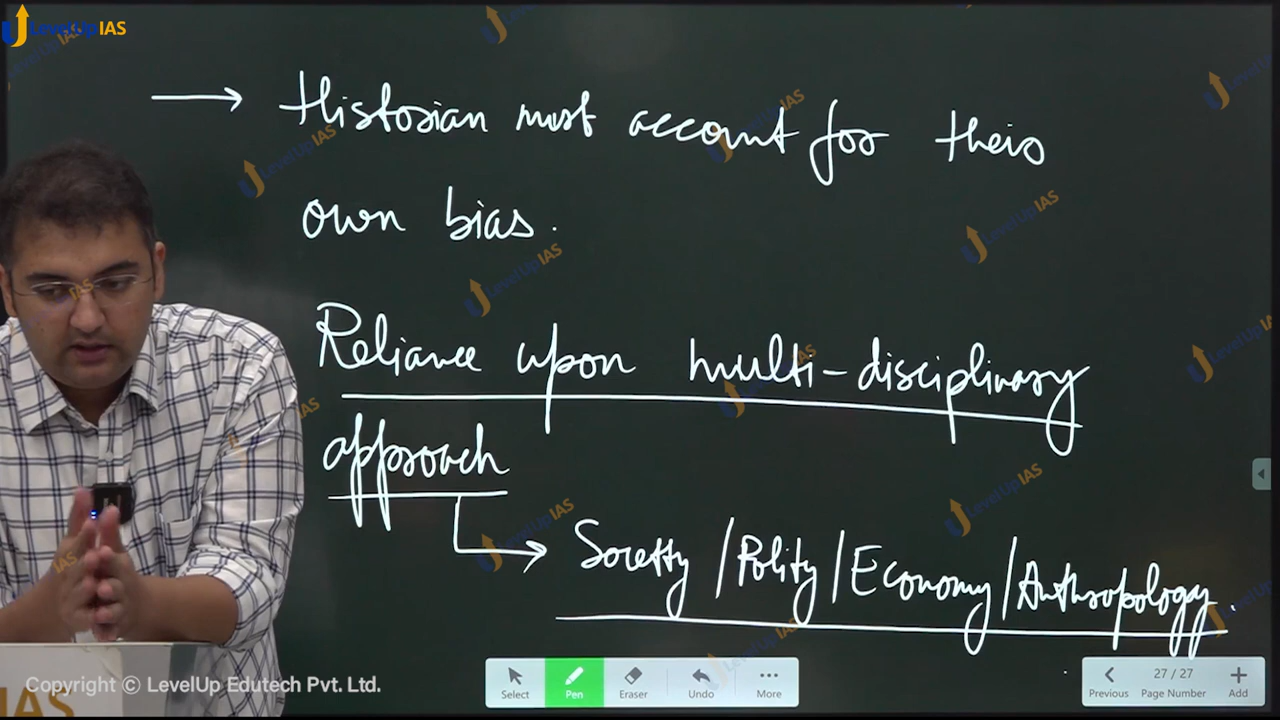 LevelUp IAS
→ Historian must account for their
own bias.
Reliance upon multi-disciplinary
approach
→ Society / Polity / Economy / Anthropology.
Select
Pen
Eraser
Undo
More
Previous
27 / 27
Page Number
Add
Copyright © LevelUp Edutech Pvt. Ltd.
IAS